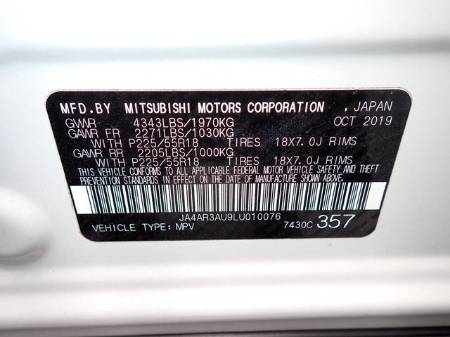 MFD.BY MITSUBISHI MOTORS CORPORATION , JAPAN
GVWR 4343LBS/1970KG OCT 2019
GAWR FR 2271LBS/1030KG
WITH P225/55R18 TIRES 18X7.0J RIMS
GAWR RR 2205LBS/1000KG
WITH P225/55R18 TIRES 18X7.0J RIMS
THIS VEHICLE CONFORMS TO ALL APPLICABLE FEDERAL MOTOR VEHICLE
SAFETY, BUMPER AND THEFT PREVENTION STANDARDS IN EFFECT ON THE
DATE OF MANUFACTURE SHOWN ABOVE.
JA4AR3AU9LU010076
VEHICLE TYPE: MPV 7430C 357